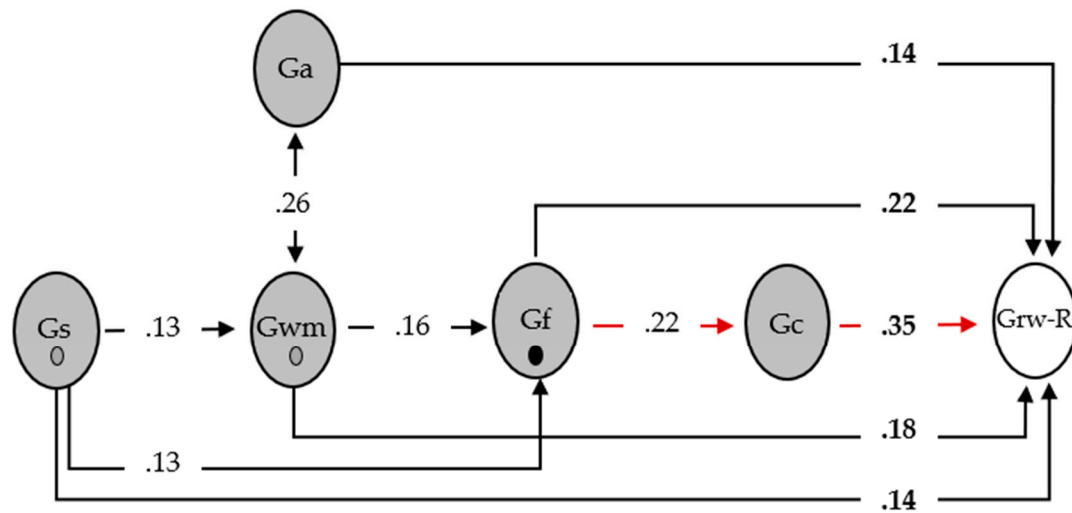 Ga
.14
.26
.22
Gs
.13
Gwm
.16
Gf
.22
Gc
.35
Grw-R
.18
.13
.14